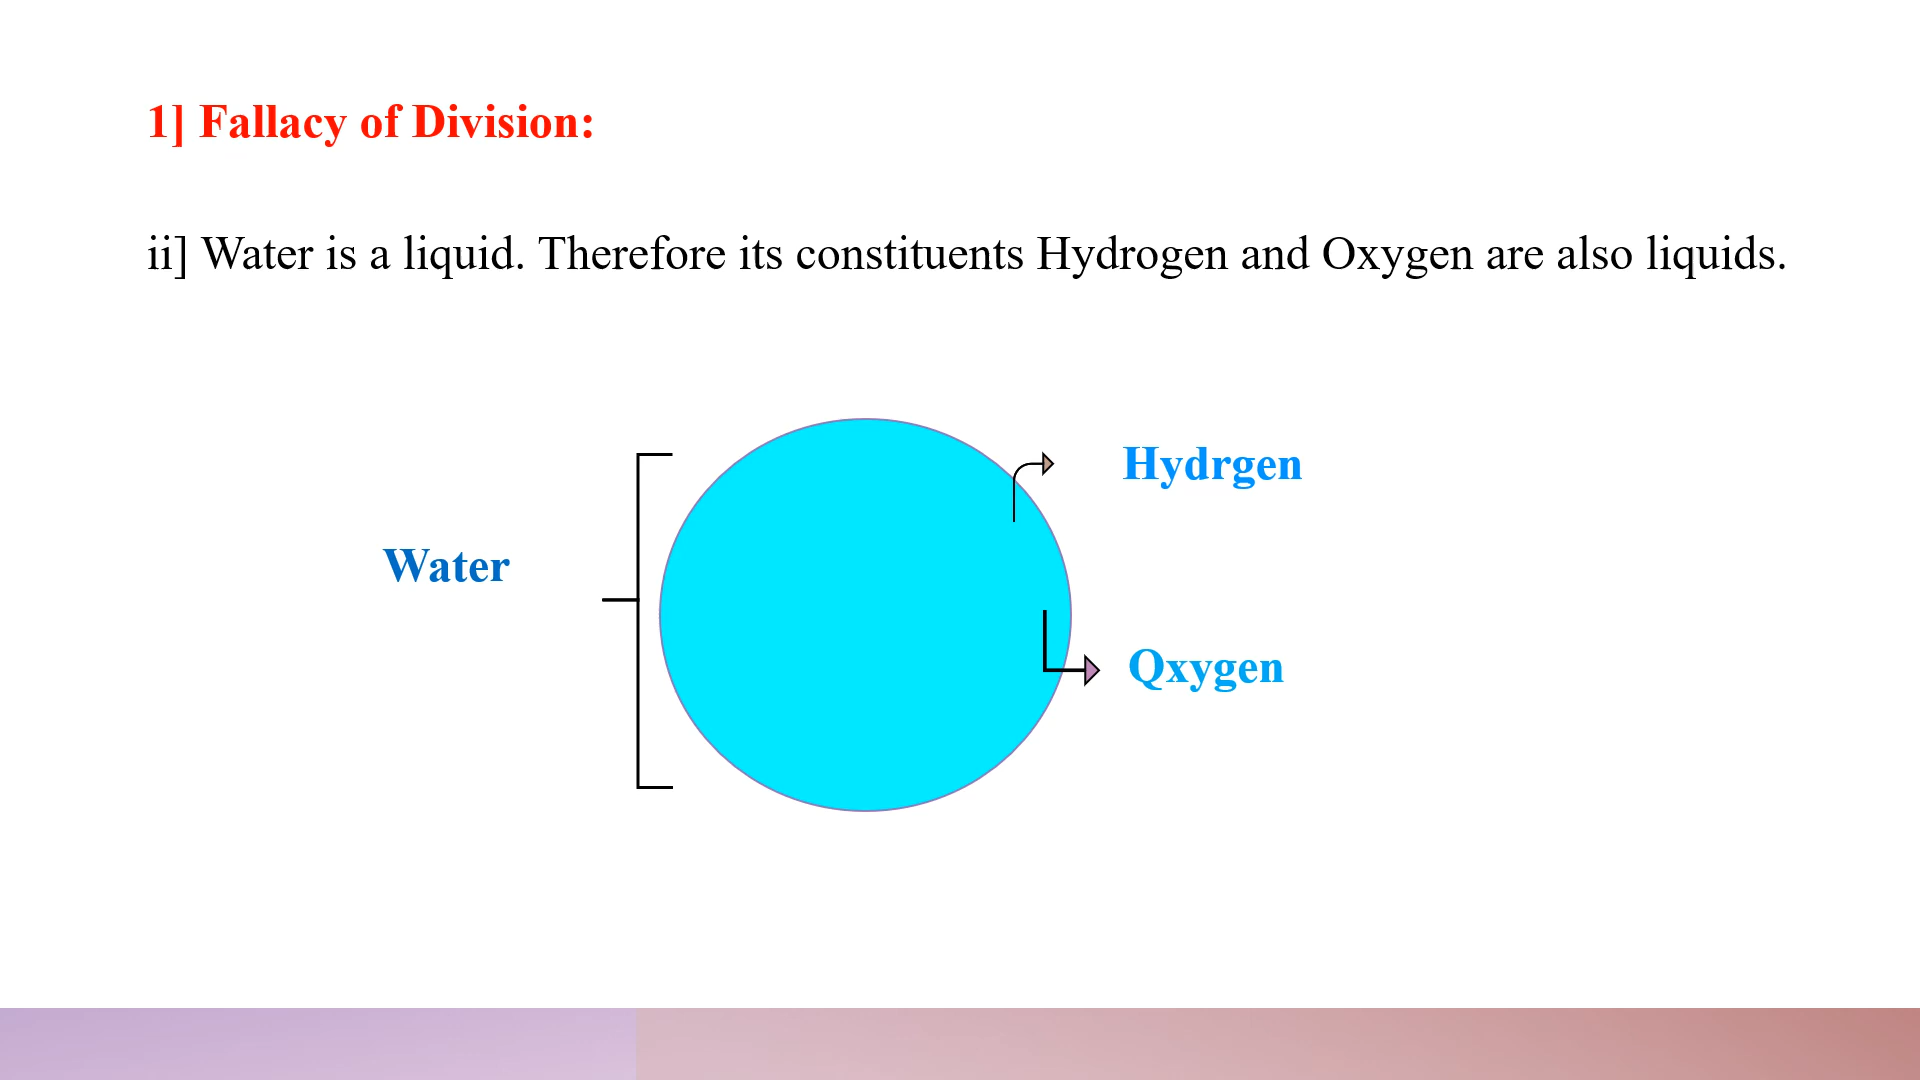 1] Fallacy of Division:
ii] Water is a liquid. Therefore its constituents Hydrogen and Oxygen are also liquids.
Hydrgen
Water
Qxygen